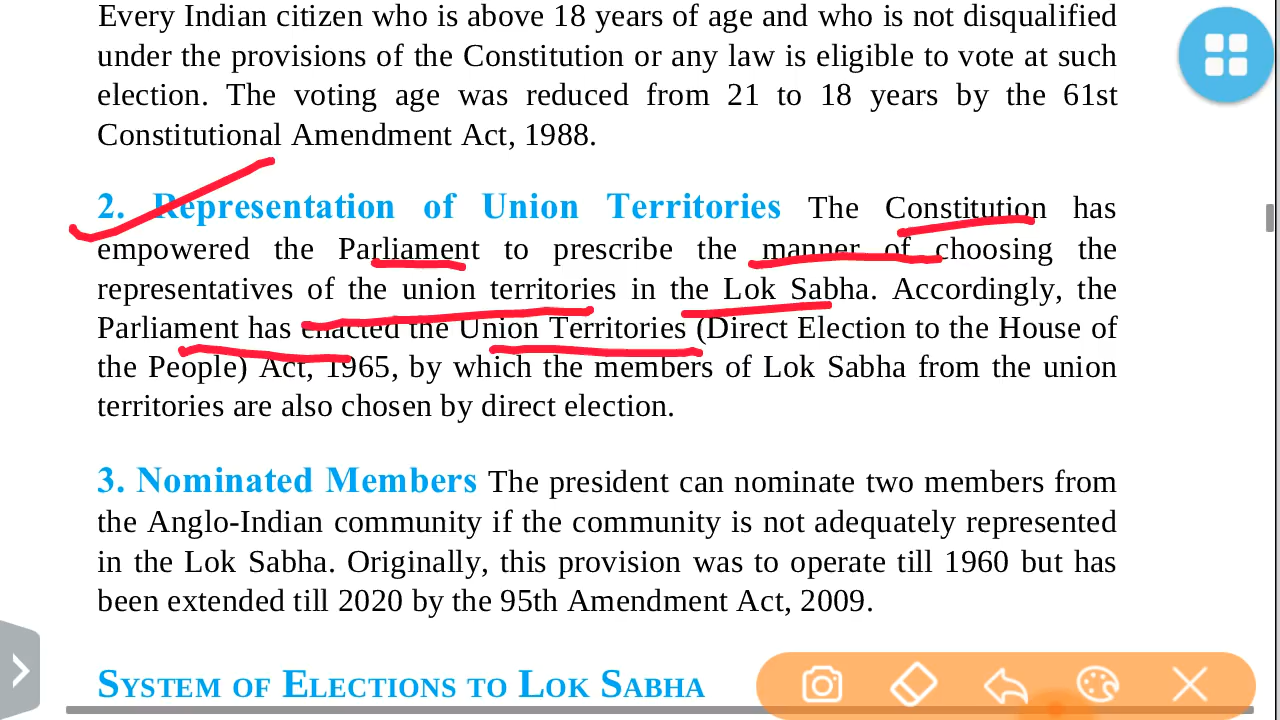 Every Indian citizen who is above 18 years of age and who is not disqualified
under the provisions of the Constitution or any law is eligible to vote at such
election. The voting age was reduced from 21 to 18 years by the 61st
Constitutional Amendment Act, 1988.
2. Representation of Union Territories The Constitution has
empowered the Parliament to prescribe the manner of choosing the
representatives of the union territories in the Lok Sabha. Accordingly, the
Parliament has enacted the Union Territories (Direct Election to the House of
the People) Act, 1965, by which the members of Lok Sabha from the union
territories are also chosen by direct election.
3. Nominated Members The president can nominate two members from
the Anglo-Indian community if the community is not adequately represented
in the Lok Sabha. Originally, this provision was to operate till 1960 but has
been extended till 2020 by the 95th Amendment Act, 2009.
SYSTEM OF ELECTIONS TO LOK SABHA